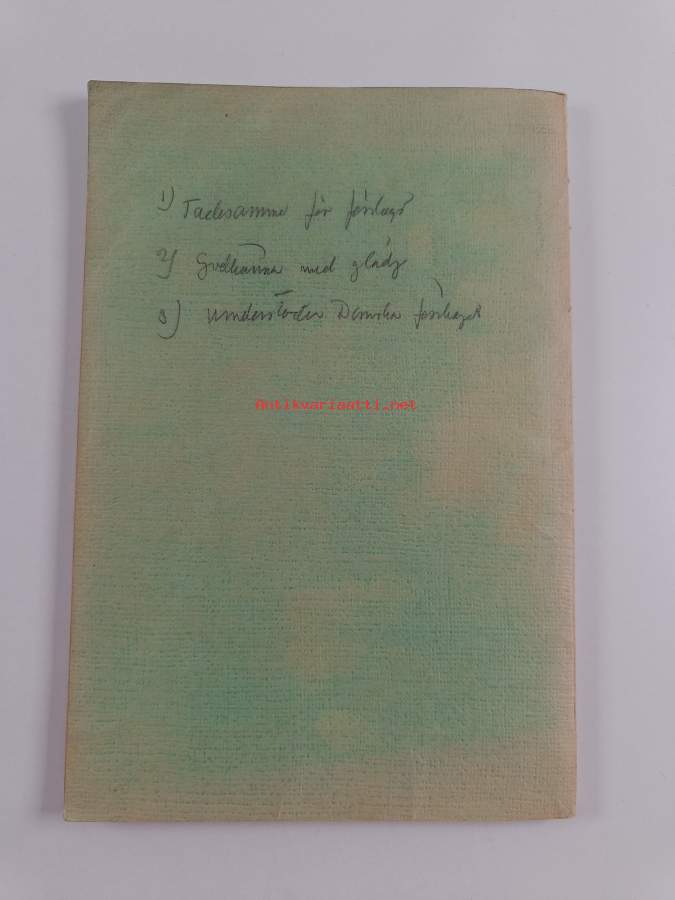 1) Tacksamma för förslaget
2) Godkänna med glädje
3) understöder Danska förslaget
Antikvariaatti.net